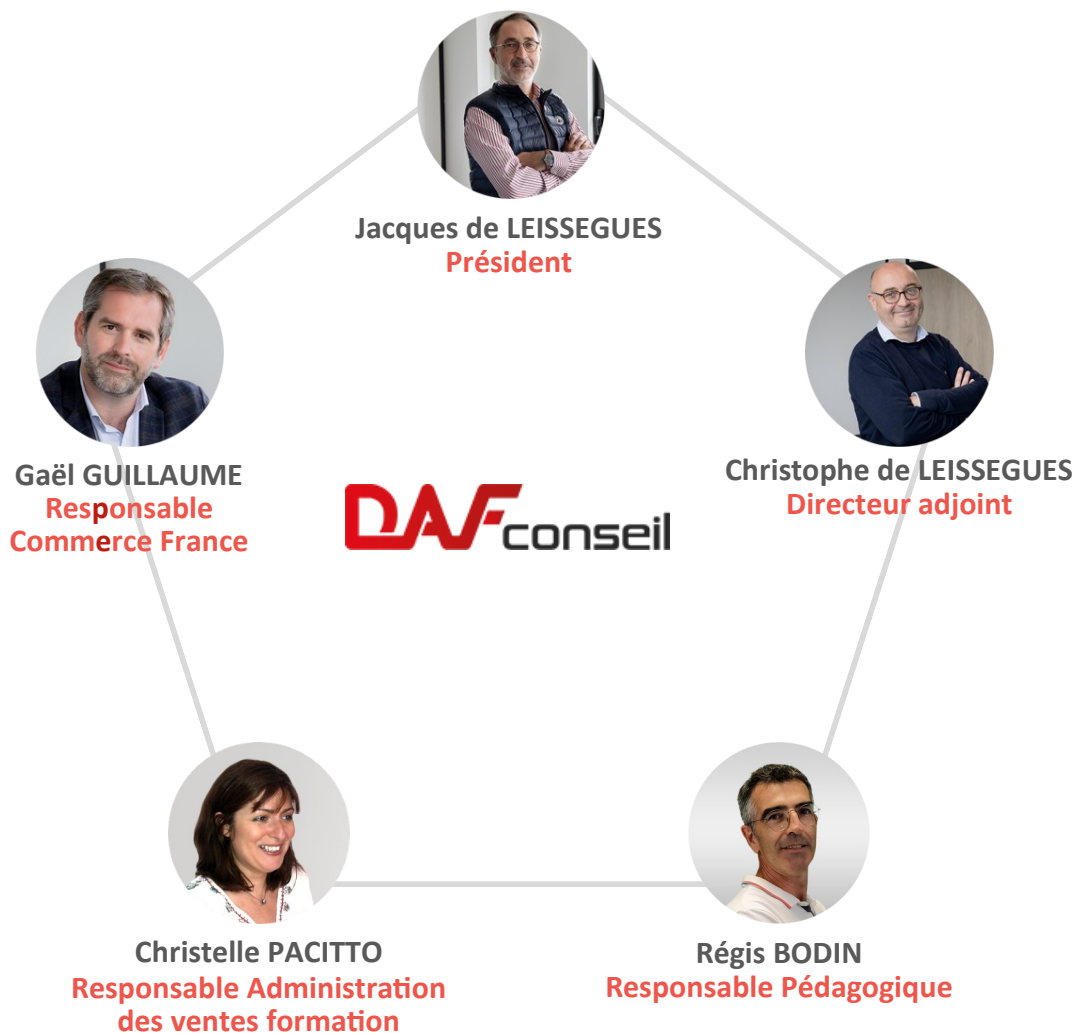 Jacques de LEISSEGUES
Président
Gaël GUILLAUME
Responsable
Commerce France
Christophe de LEISSEGUES
Directeur adjoint
DAF conseil
Christelle PACITTO
Responsable Administration
des ventes formation
Régis BODIN
Responsable Pédagogique